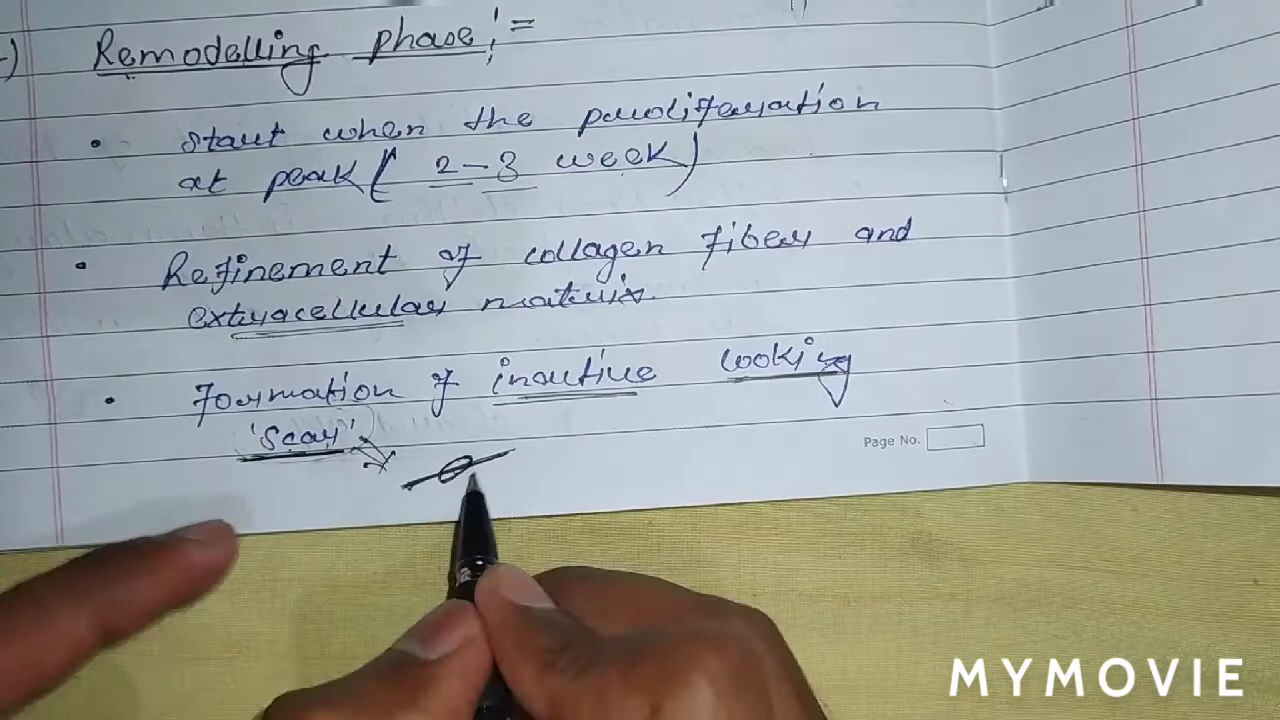 Remodelling phase :=
• start when the proliferation
at peak ( 2-3 week)
• Refinement of collagen fiber and
extracellular matrix.
• Formation of inactive looking
'Scar'
Page No.
MYMOVIE